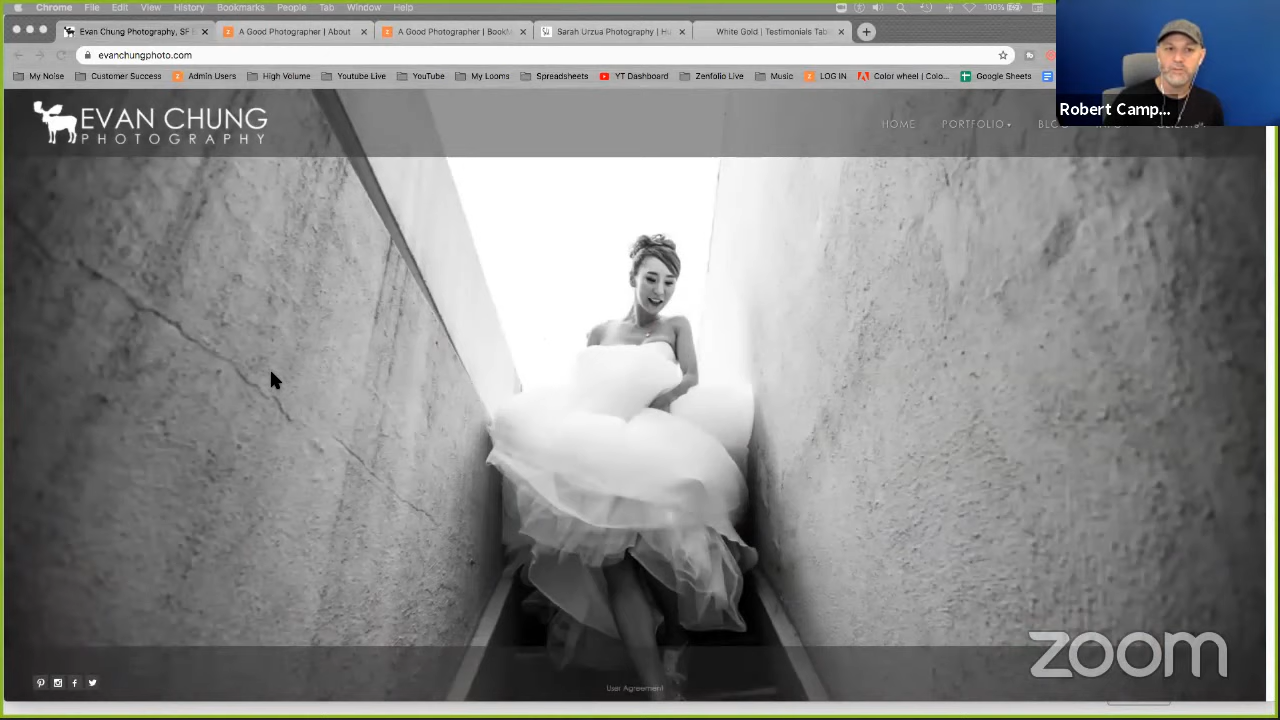 Chrome File Edit View History Bookmarks People Tab Window Help 100%
Evan Chung Photography, SF
A Good Photographer | About
A Good Photographer | Book
Sarah Urzua Photography | H
White Gold | Testimonials Tab
evanchungphoto.com
My Noise Customer Success Admin Users High Volume Youtube Live YouTube My Looms Spreadsheets YT Dashboard Zenfolio Live Music LOG IN Color wheel | Colo... Google Sheets
Robert Camp...
EVAN CHUNG
PHOTOGRAPHY
HOME PORTFOLIO
User Agreement
zoom